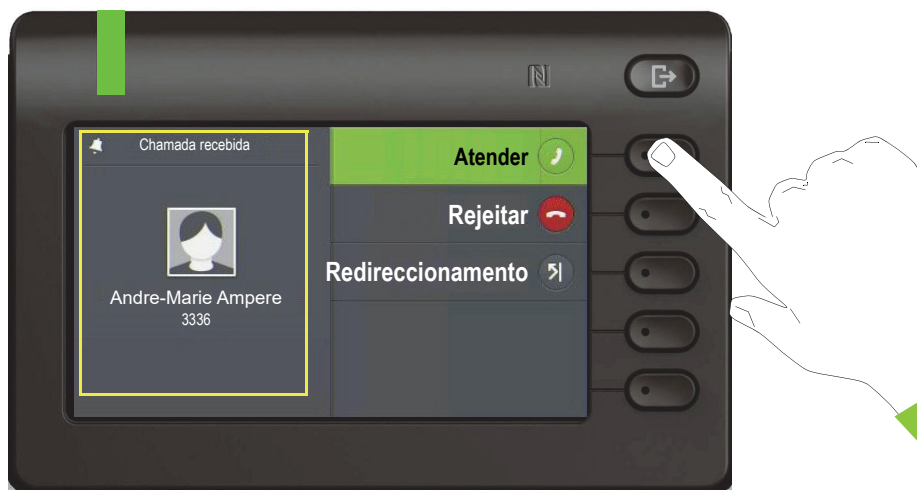 Chamada recebida
Atender
Rejeitar
Redireccionamento
Andre-Marie Ampere
3336